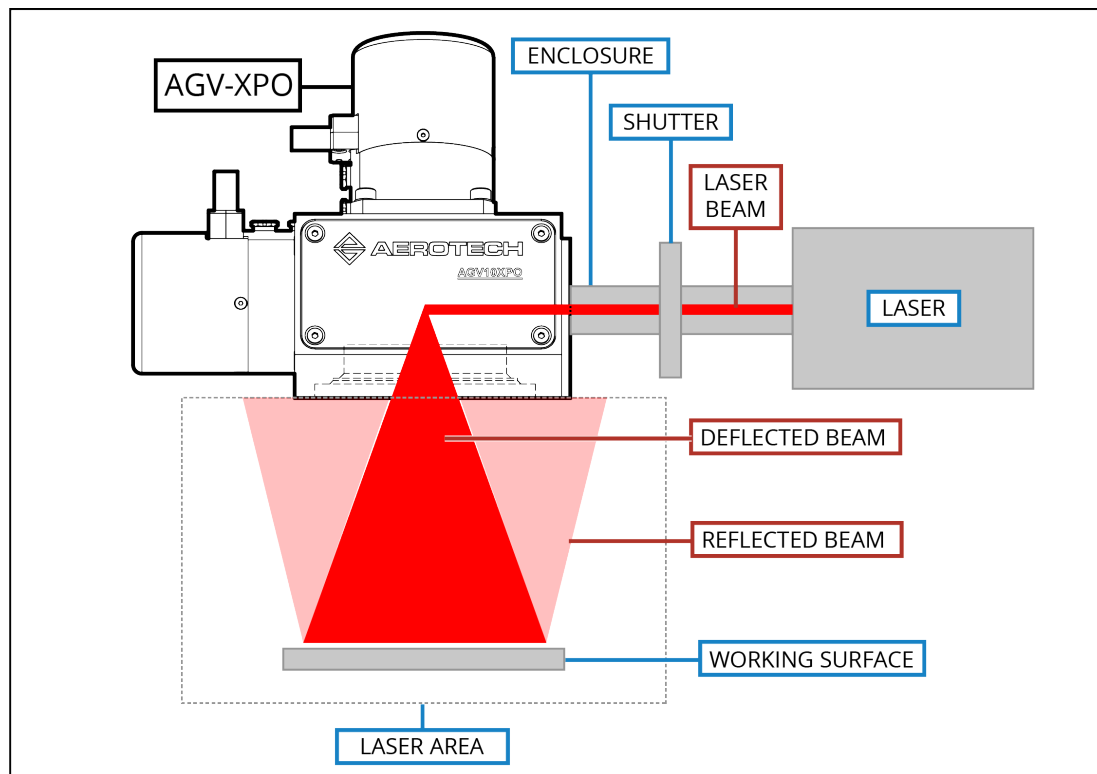 ENCLOSURE
AGV-XPO
SHUTTER
LASER
BEAM
AEROTECH
AGV10XPO
LASER
DEFLECTED BEAM
REFLECTED BEAM
WORKING SURFACE
LASER AREA